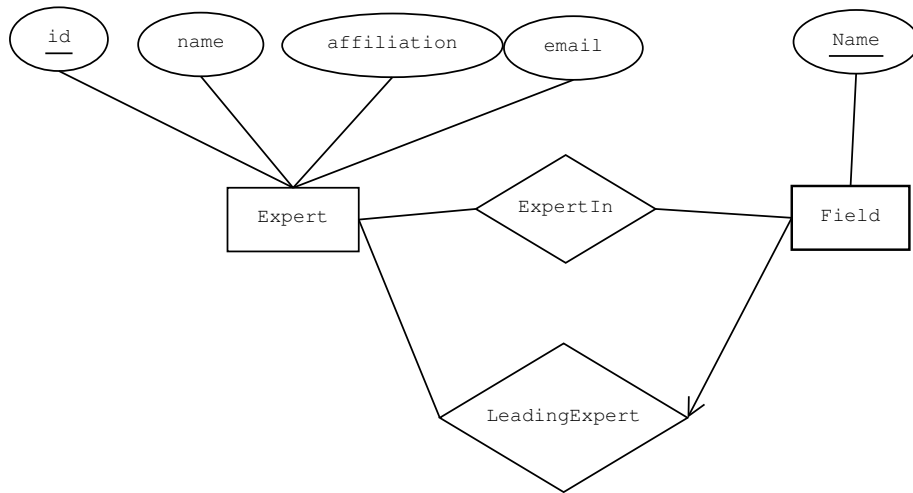 id
name
affiliation
email
Name
Expert
ExpertIn
Field
LeadingExpert